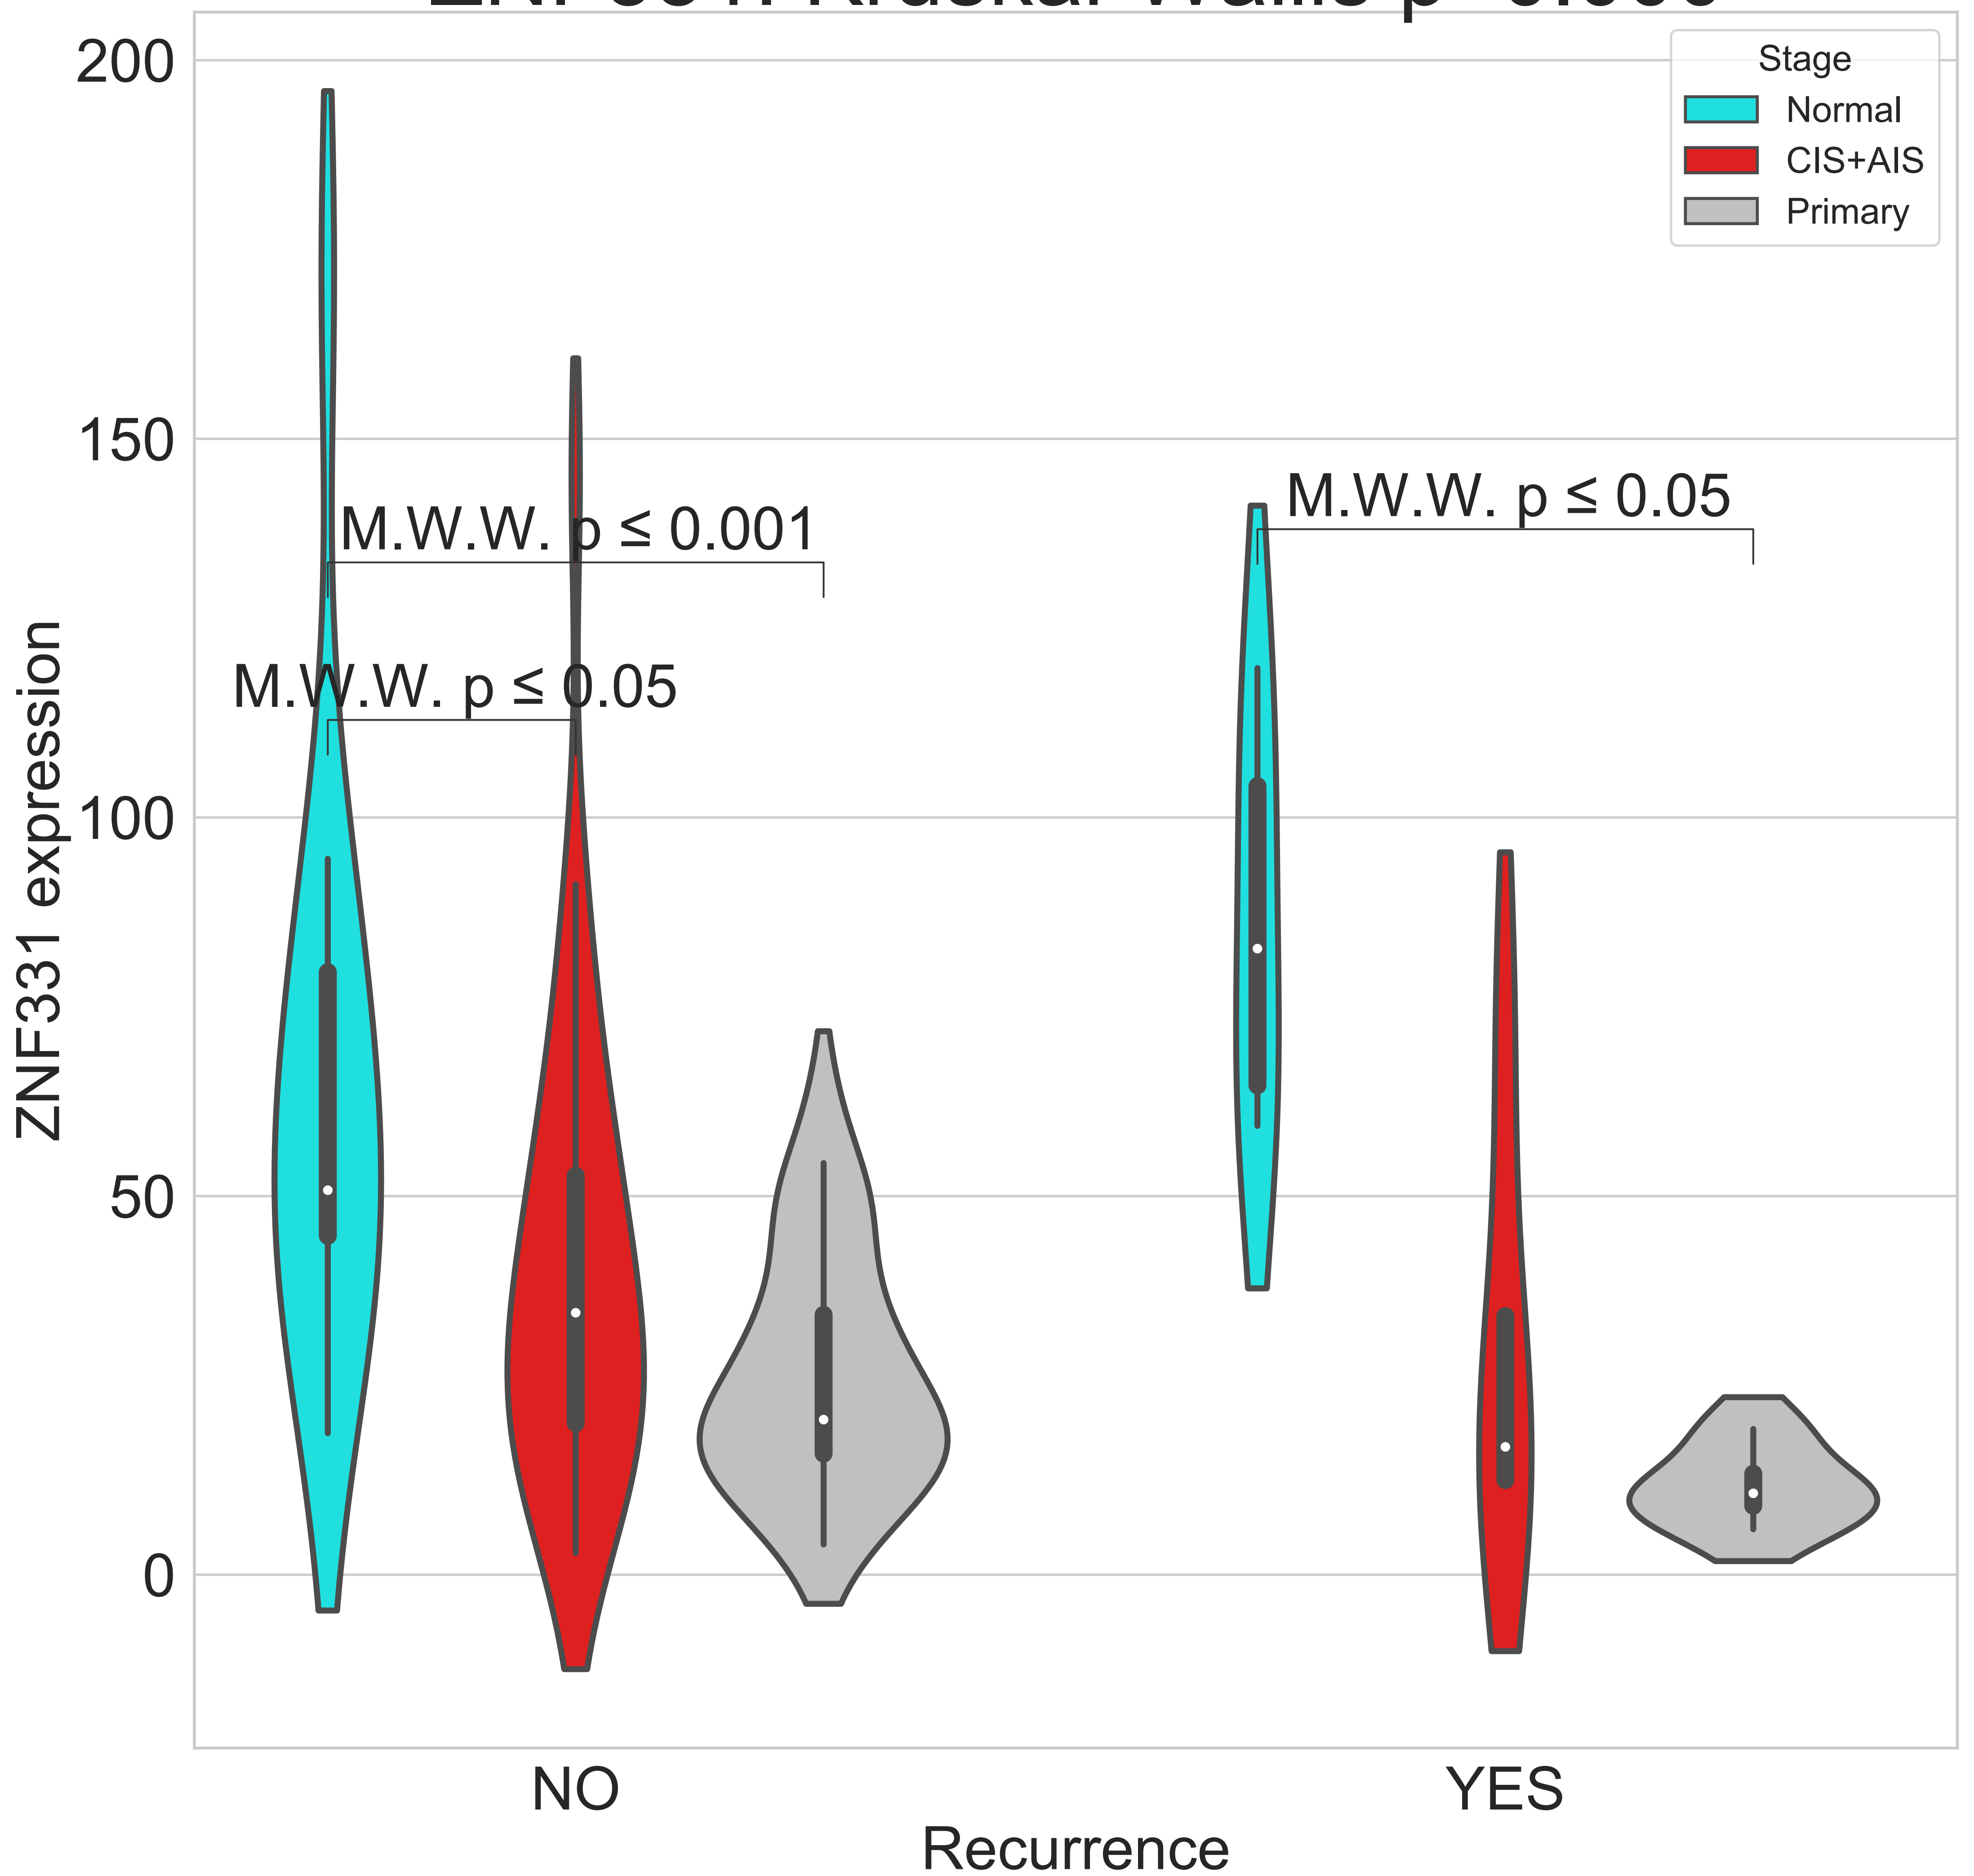 200
150
100
50
0
ZNF331 expression
Stage
Normal
CIS+AIS
Primary
M.W.W. p ≤ 0.001
M.W.W. p ≤ 0.05
M.W.W. p ≤ 0.05
NO
YES
Recurrence